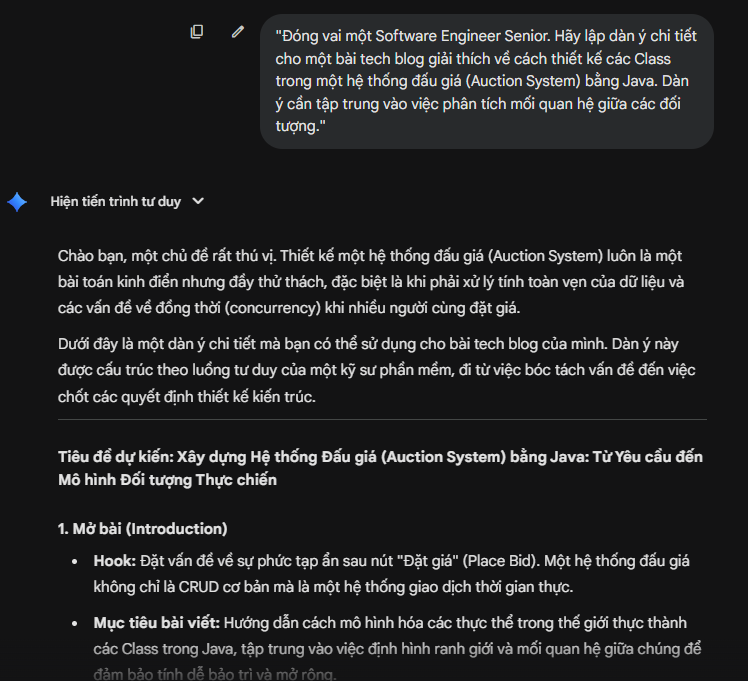 "Đóng vai một Software Engineer Senior. Hãy lập dàn ý chi tiết
cho một bài tech blog giải thích về cách thiết kế các Class
trong một hệ thống đấu giá (Auction System) bằng Java. Dàn
ý cần tập trung vào việc phân tích mối quan hệ giữa các đối
tượng."
Hiện tiến trình tư duy
Chào bạn, một chủ đề rất thú vị. Thiết kế một hệ thống đấu giá (Auction System) luôn là một
bài toán kinh điển nhưng đầy thử thách, đặc biệt là khi phải xử lý tính toàn vẹn của dữ liệu và
các vấn đề về đồng thời (concurrency) khi nhiều người cùng đặt giá.
Dưới đây là một dàn ý chi tiết mà bạn có thể sử dụng cho bài tech blog của mình. Dàn ý này
được cấu trúc theo luồng tư duy của một kỹ sư phần mềm, đi từ việc bóc tách vấn đề đến việc
chốt các quyết định thiết kế kiến trúc.
Tiêu đề dự kiến: Xây dựng Hệ thống Đấu giá (Auction System) bằng Java: Từ Yêu cầu đến
Mô hình Đối tượng Thực chiến
1. Mở bài (Introduction)
• Hook: Đặt vấn đề về sự phức tạp ẩn sau nút "Đặt giá" (Place Bid). Một hệ thống đấu giá
không chỉ là CRUD cơ bản mà là một hệ thống giao dịch thời gian thực.
• Mục tiêu bài viết: Hướng dẫn cách mô hình hóa các thực thể trong thế giới thực thành
các Class trong Java, tập trung vào việc định hình ranh giới và mối quan hệ giữa chúng để
đảm bảo tính dễ bảo trì và mở rộng.